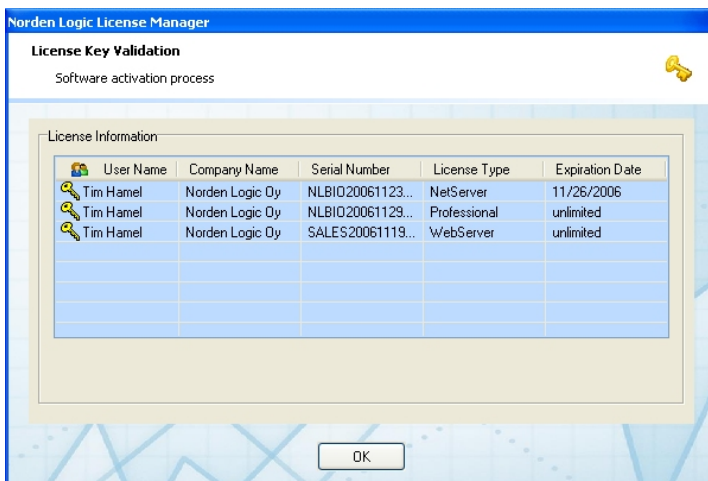 Norden Logic License Manager
License Key Validation
Software activation process
License Information
User Name Company Name Serial Number License Type Expiration Date
Tim Hamel Norden Logic Oy NLBIO20061123... NetServer 11/26/2006
Tim Hamel Norden Logic Oy NLBIO20061129... Professional unlimited
Tim Hamel Norden Logic Oy SALES20061119... WebServer unlimited
OK